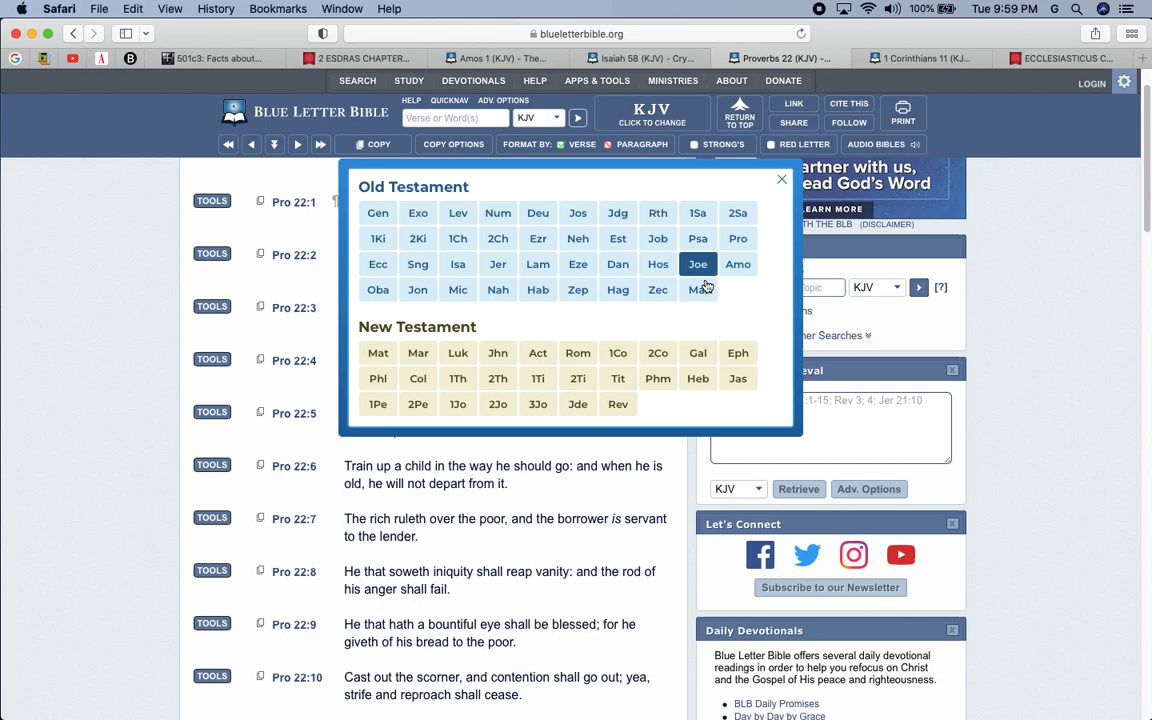 Safari File Edit View History Bookmarks Window Help 100% Tue 9:59 PM G
blueletterbible.org
501c3: Facts about... 2 ESDRAS CHAPTER... Amos 1 (KJV) - The... Isaiah 58 (KJV) - Cry... Proverbs 22 (KJV) -... 1 Corinthians 11 (KJ... ECCLESIASTICUS C...
SEARCH STUDY DEVOTIONALS HELP APPS & TOOLS MINISTRIES ABOUT DONATE LOGIN
BLUE LETTER BIBLE
HELP QUICKNAV ADV. OPTIONS
Verse or Word(s) KJV
KJV
CLICK TO CHANGE
RETURN
TO TOP
LINK CITE THIS
SHARE FOLLOW
PRINT
COPY COPY OPTIONS FORMAT BY: VERSE PARAGRAPH STRONG'S RED LETTER AUDIO BIBLES
artner with us,
ead God's Word
EARN MORE
TH THE BLB (DISCLAIMER)
Old Testament
Gen Exo Lev Num Deu Jos Jdg Rth 1Sa 2Sa
1Ki 2Ki 1Ch 2Ch Ezr Neh Est Job Psa Pro
Ecc Sng Isa Jer Lam Eze Dan Hos Joe Amo
Oba Jon Mic Nah Hab Zep Hag Zec
New Testament
Mat Mar Luk Jhn Act Rom 1Co 2Co Gal Eph
Phl Col 1Th 2Th 1Ti 2Ti Tit Phm Heb Jas
1Pe 2Pe 1Jo 2Jo 3Jo Jde Rev
TOOLS Pro 22:1
TOOLS Pro 22:2
TOOLS Pro 22:3
TOOLS Pro 22:4
TOOLS Pro 22:5
TOOLS Pro 22:6 Train up a child in the way he should go: and when he is
old, he will not depart from it.
TOOLS Pro 22:7 The rich ruleth over the poor, and the borrower is servant
to the lender.
TOOLS Pro 22:8 He that soweth iniquity shall reap vanity: and the rod of
his anger shall fail.
TOOLS Pro 22:9 He that hath a bountiful eye shall be blessed; for he
giveth of his bread to the poor.
TOOLS Pro 22:10 Cast out the scorner, and contention shall go out; yea,
strife and reproach shall cease.
opic KJV [?]
ns
er Searches
eval
:1-15; Rev 3; 4; Jer 21:10
KJV Retrieve Adv. Options
Let's Connect
Subscribe to our Newsletter
Daily Devotionals
Blue Letter Bible offers several daily devotional
readings in order to help you refocus on Christ
and the Gospel of His peace and righteousness.
BLB Daily Promises
Day by Day by Grace